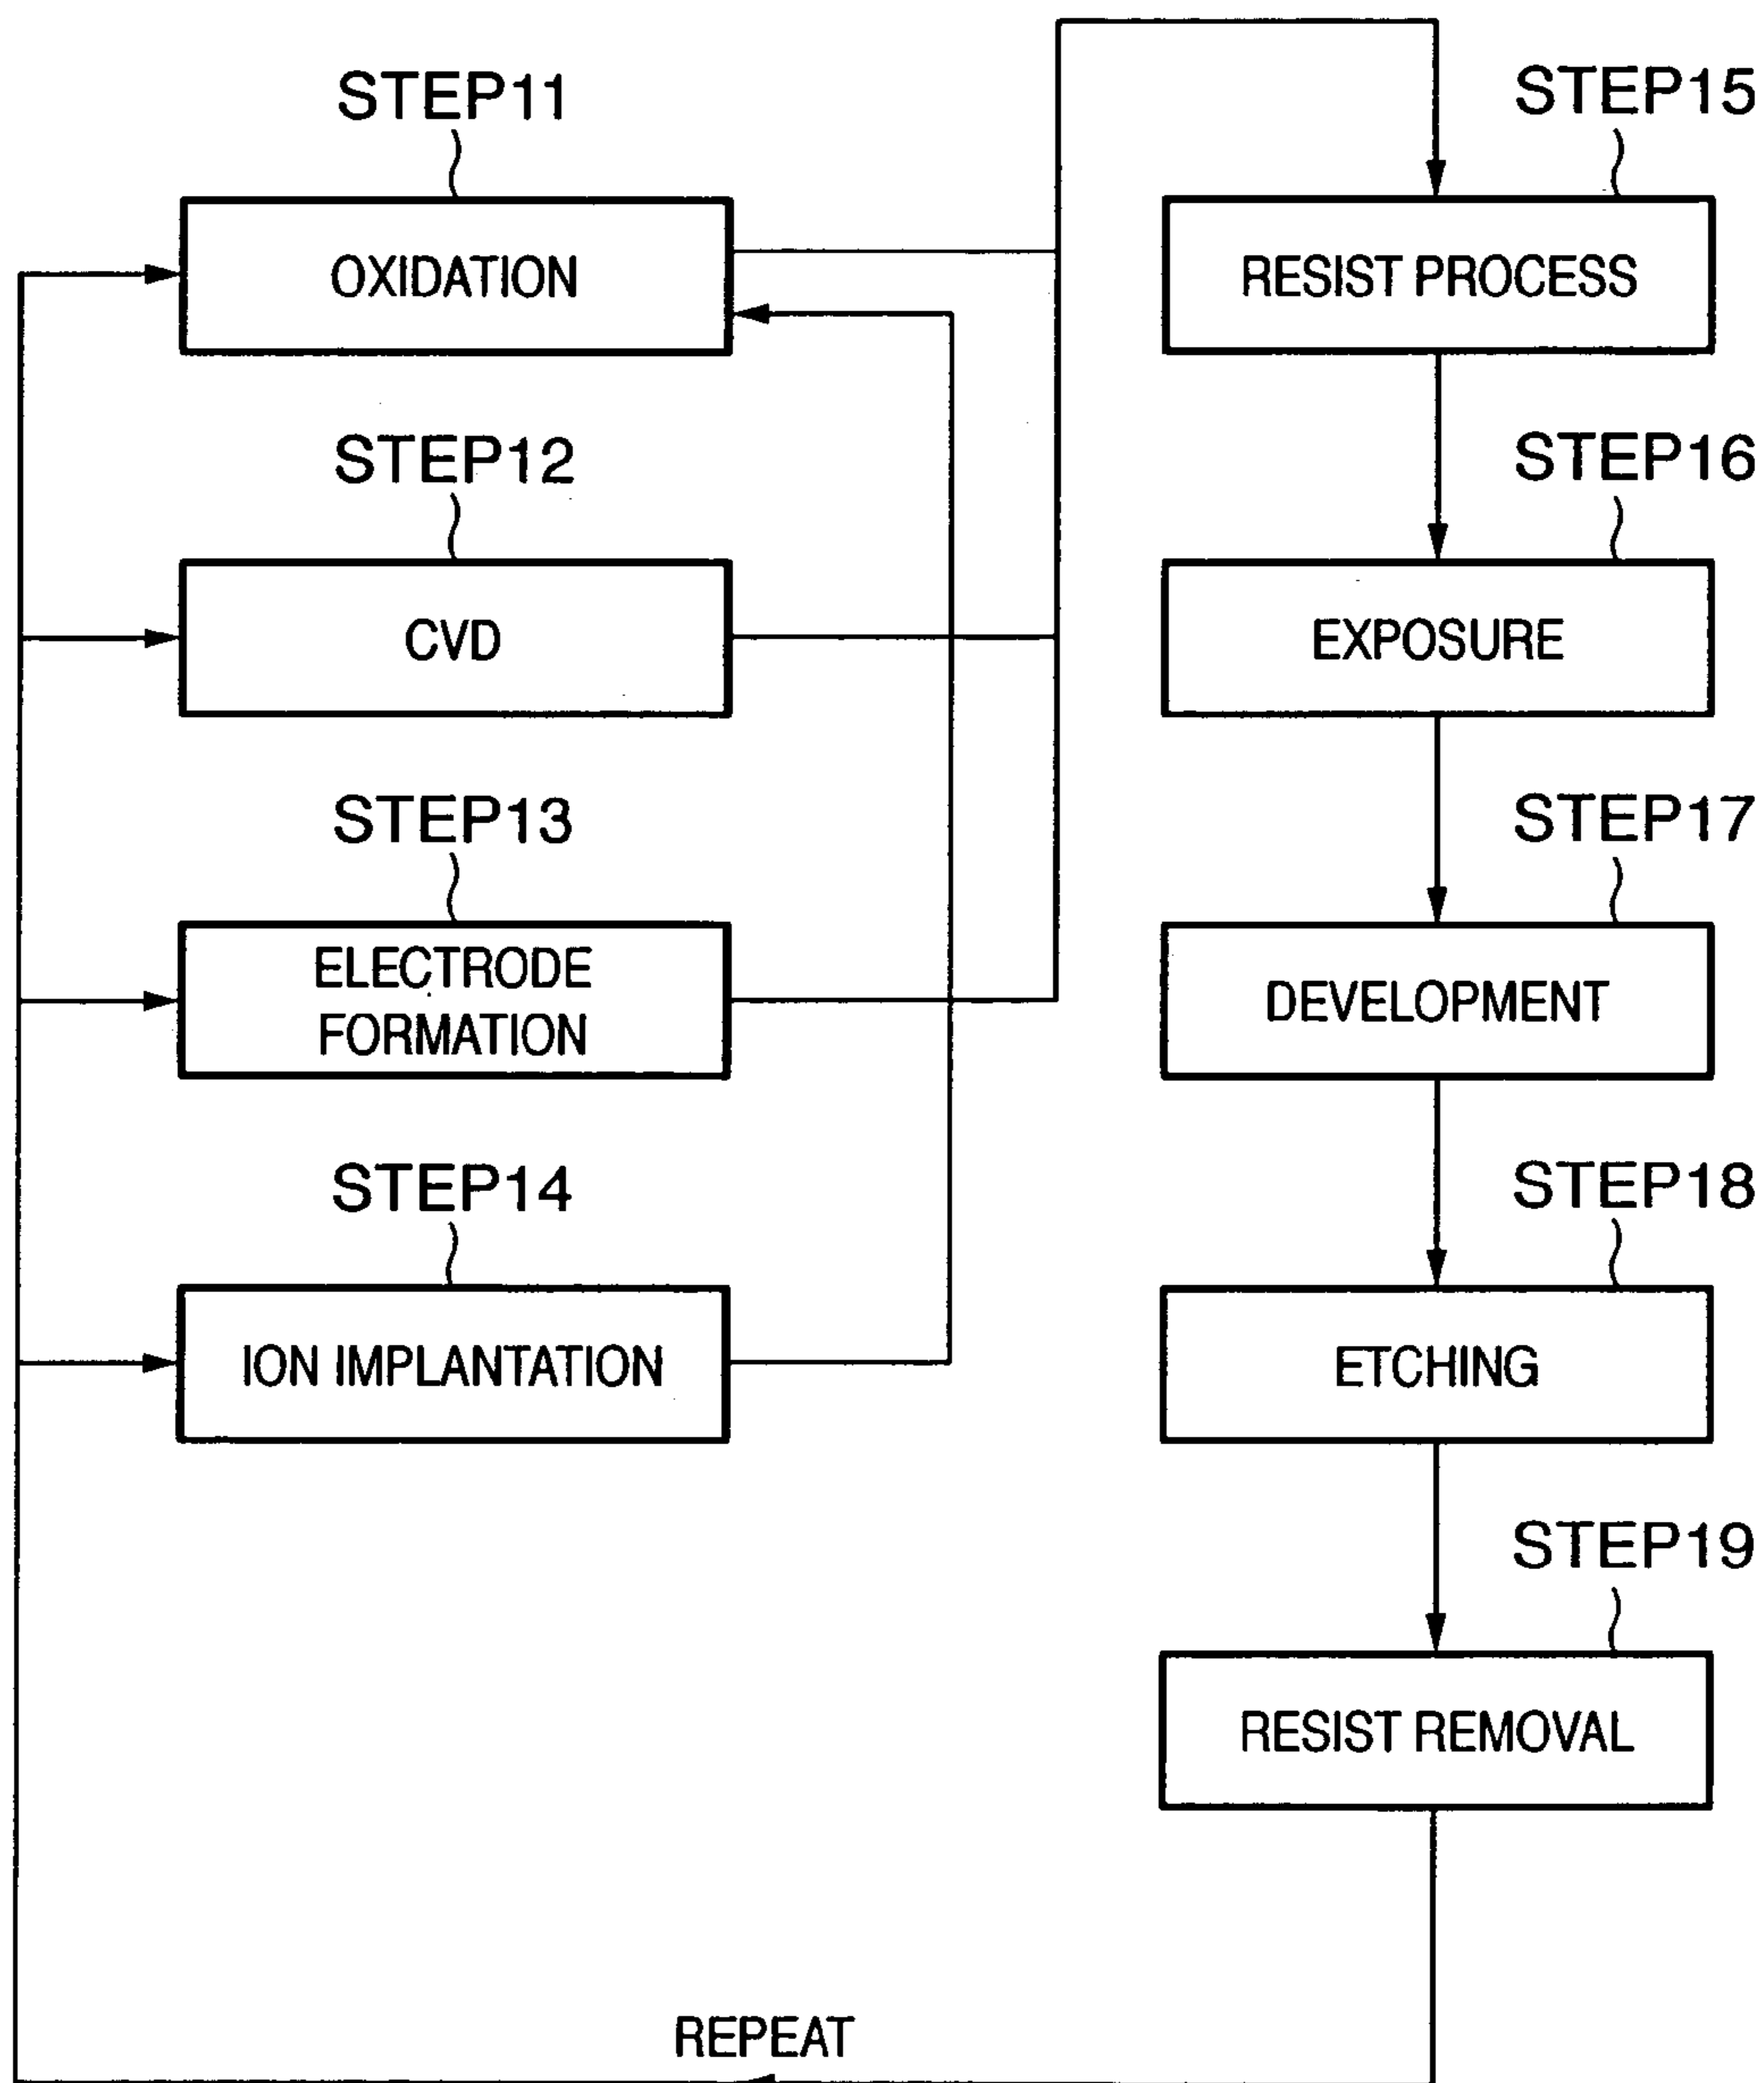 STEP11
OXIDATION
STEP12
CVD
STEP13
ELECTRODE
FORMATION
STEP14
ION IMPLANTATION
STEP15
RESIST PROCESS
STEP16
EXPOSURE
STEP17
DEVELOPMENT
STEP18
ETCHING
STEP19
RESIST REMOVAL
REPEAT